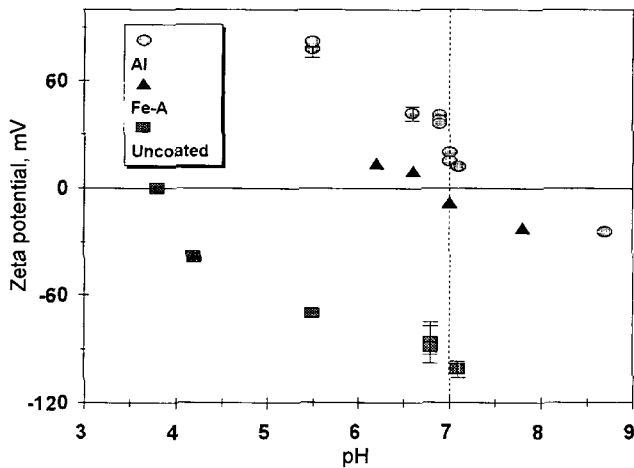 Al
Fe-A
Uncoated
60
0
-60
-120
Zeta potential, mV
3 4 5 6 7 8 9
pH